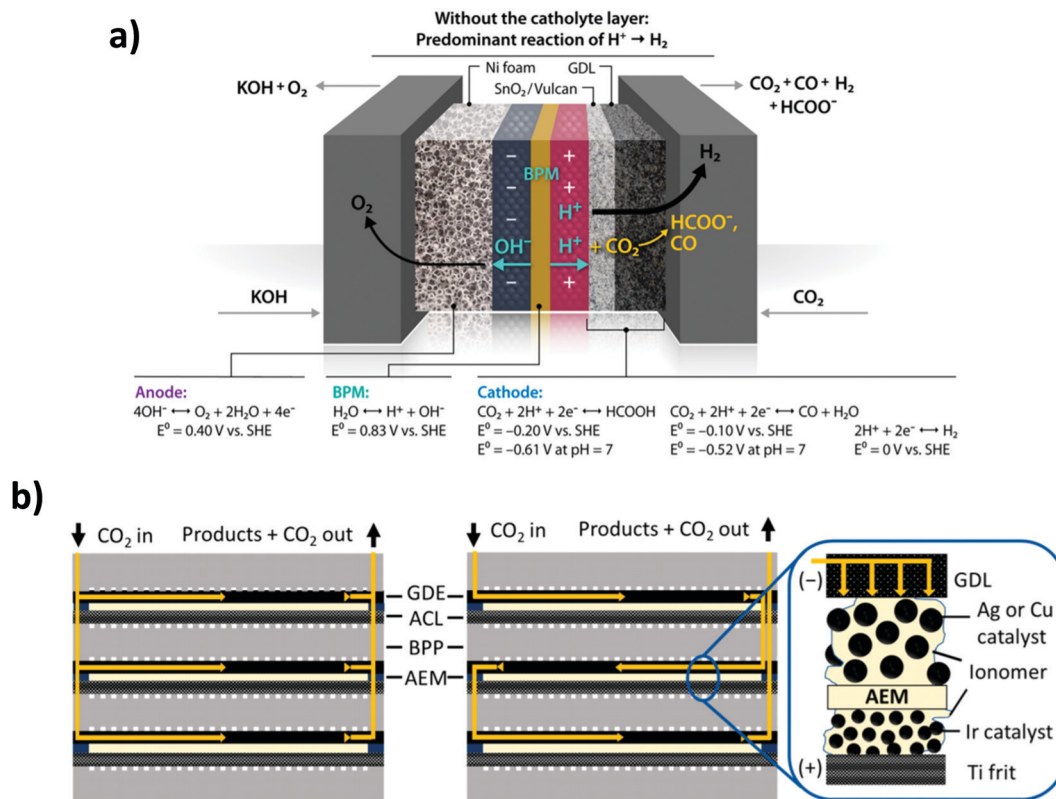 a)
Without the catholyte layer:
Predominant reaction of H⁺ → H₂
Ni foam
GDL
SnO₂/Vulcan
KOH + O₂
CO₂ + CO + H₂
+ HCOO⁻
− +
BPM
− +
H₂
O₂
H⁺
−
HCOO⁻,
CO
OH⁻
H⁺ + CO₂
− +
KOH
CO₂
Anode:
4OH⁻ ⟷ O₂ + 2H₂O + 4e⁻
E⁰ = 0.40 V vs. SHE
BPM:
H₂O ⟷ H⁺ + OH⁻
E⁰ = 0.83 V vs. SHE
Cathode:
CO₂ + 2H⁺ + 2e⁻ ⟷ HCOOH
E⁰ = −0.20 V vs. SHE
E⁰ = −0.61 V at pH = 7
CO₂ + 2H⁺ + 2e⁻ ⟷ CO + H₂O
E⁰ = −0.10 V vs. SHE
E⁰ = −0.52 V at pH = 7
2H⁺ + 2e⁻ ⟷ H₂
E⁰ = 0 V vs. SHE
b)
CO₂ in
Products + CO₂ out
CO₂ in
Products + CO₂ out
GDE
ACL
BPP
AEM
(−)
GDL
Ag or Cu
catalyst
Ionomer
AEM
Ir catalyst
(+)
Ti frit